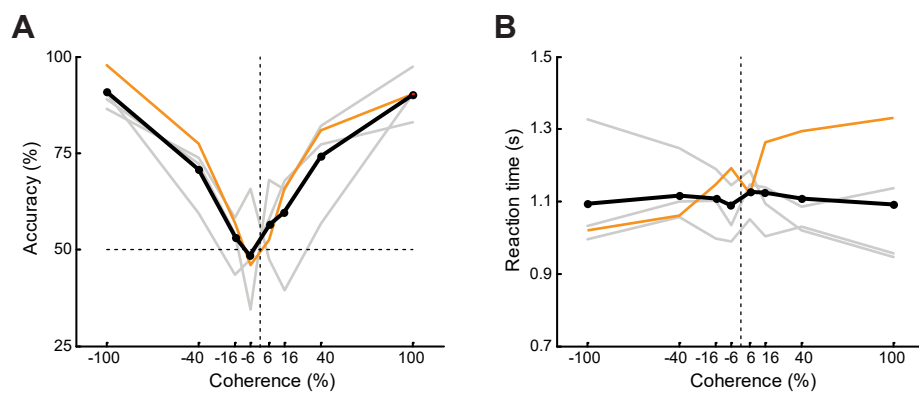 A
Accuracy (%)
100
75
50
25
-100 -40 -16 -6 6 16 40 100
Coherence (%)
B
Reaction time (s)
1.5
1.3
1.1
0.9
0.7
-100 -40 -16 -6 6 16 40 100
Coherence (%)